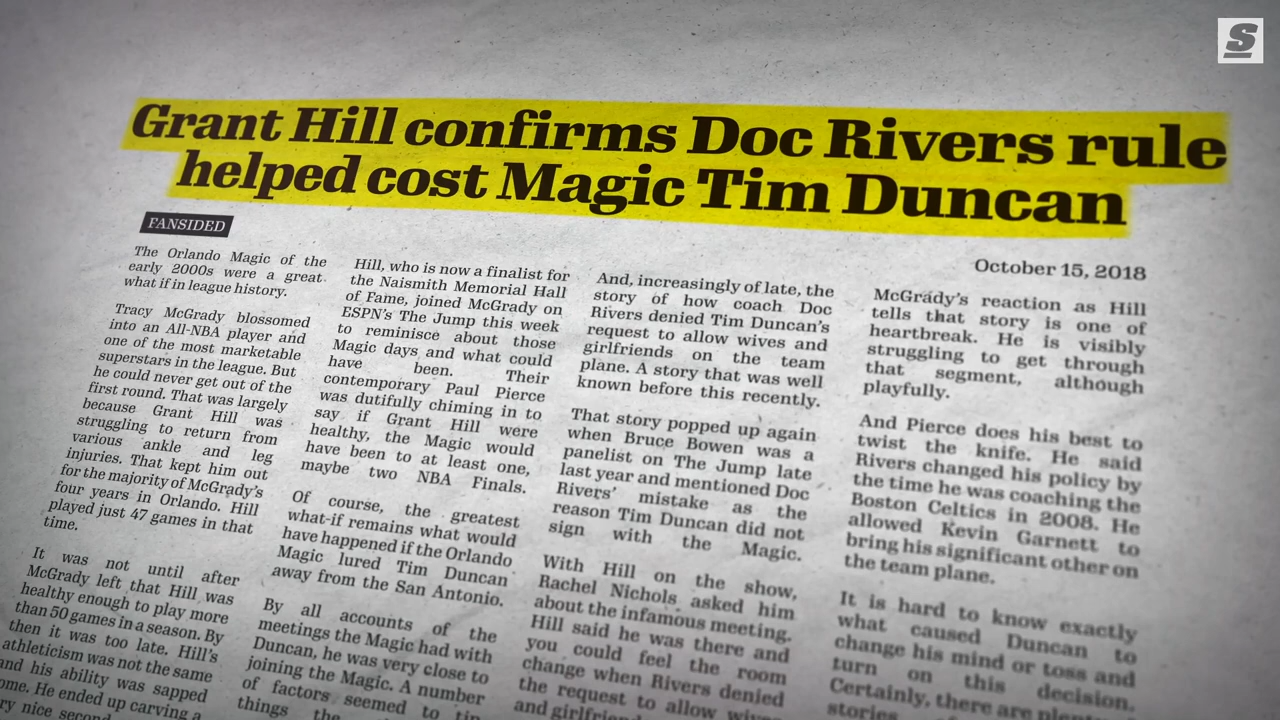 S
Grant Hill confirms Doc Rivers rule
helped cost Magic Tim Duncan
FANSIDED
October 15, 2018
The Orlando Magic of the
early 2000s were a great
what if in league history.
Tracy McGrady blossomed
into an All-NBA player and
one of the most marketable
superstars in the league. But
he could never get out of the
first round. That was largely
because Grant Hill was
struggling to return from
various ankle and leg
injuries. That kept him out
for the majority of McGrady's
four years in Orlando. Hill
played just 47 games in that
time.
It was not until after
McGrady left that Hill was
healthy enough to play more
than 50 games in a season. By
then it was too late. Hill's
athleticism was not the same
and his ability was sapped
He ended up carving a
nice second
Hill, who is now a finalist for
the Naismith Memorial Hall
of Fame, joined McGrady on
ESPN's The Jump this week
to reminisce about those
Magic days and what could
have been. Their
contemporary Paul Pierce
was dutifully chiming in to
say if Grant Hill were
healthy, the Magic would
have been to at least one,
maybe two NBA Finals.
Of course, the greatest
what-if remains what would
have happened if the Orlando
Magic lured Tim Duncan
away from the San Antonio.
By all accounts of the
meetings the Magic had with
Duncan, he was very close to
joining the Magic. A number
of factors seemed to
things the
And, increasingly of late, the
story of how coach Doc
Rivers denied Tim Duncan's
request to allow wives and
girlfriends on the team
plane. A story that was well
known before this recently.
That story popped up again
when Bruce Bowen was a
panelist on The Jump late
last year and mentioned Doc
Rivers' mistake as the
reason Tim Duncan did not
sign with the Magic.
With Hill on the show,
Rachel Nichols asked him
about the infamous meeting.
Hill said he was there and
you could feel the room
change when Rivers denied
the request to allow wives
and girlfriends
McGrady's reaction as Hill
tells that story is one of
heartbreak. He is visibly
struggling to get through
that segment, although
playfully.
And Pierce does his best to
twist the knife. He said
Rivers changed his policy by
the time he was coaching the
Boston Celtics in 2008. He
allowed Kevin Garnett to
bring his significant other on
the team plane.
It is hard to know exactly
what caused Duncan to
change his mind or toss and
turn on this decision.
Certainly, there are
stories